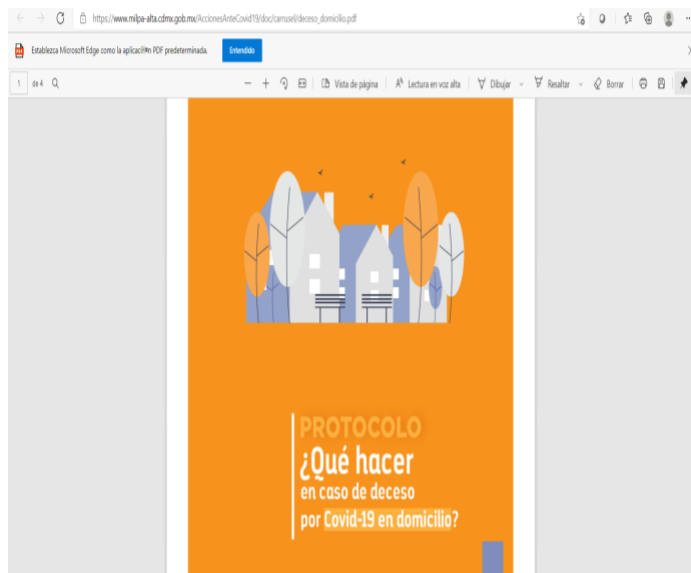 https://www.milpa-alta.cdmx.gob.mx/AccionesAnteCovid19/doc/carrusel/deceso_domicilio.pdf
Establezca Microsoft Edge como la aplicación PDF predeterminada. Entendido
1 de 4 Vista de página Lectura en voz alta Dibujar Resaltar Borrar
PROTOCOLO
¿Qué hacer
en caso de deceso
por Covid-19 en domicilio?